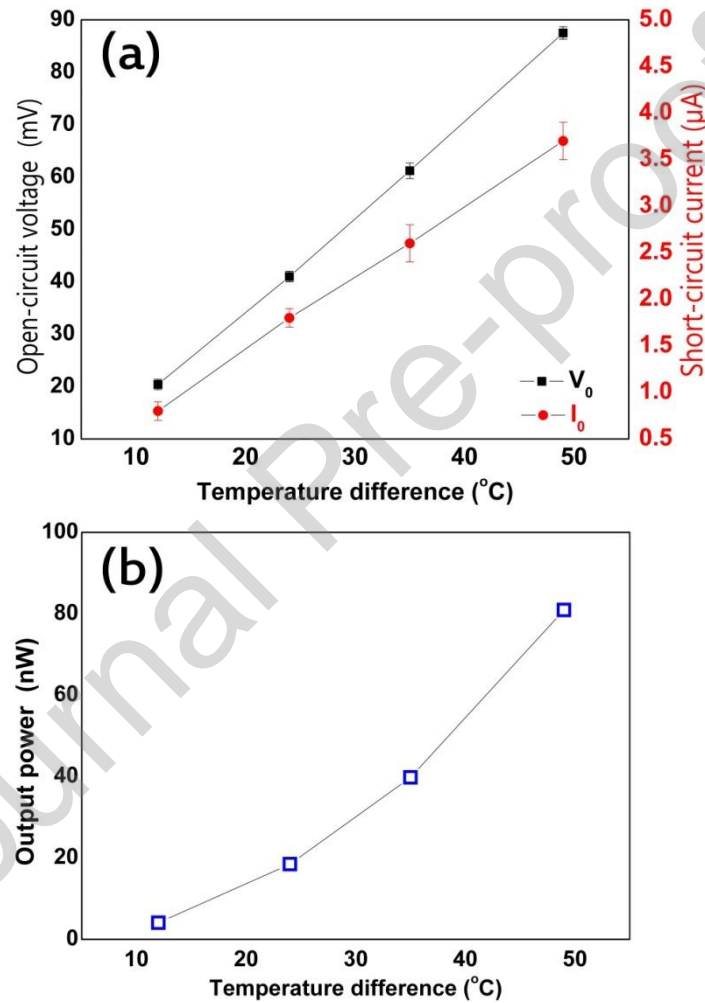 (a)
Open-circuit voltage (mV)
90
80
70
60
50
40
30
20
10
Short-circuit current (μA)
5.0
4.5
4.0
3.5
3.0
2.5
2.0
1.5
1.0
0.5
V0
I0
10 20 30 40 50
Temperature difference (°C)
(b)
Output power (nW)
100
80
60
40
20
0
10 20 30 40 50
Temperature difference (°C)
Journal Pre-proof